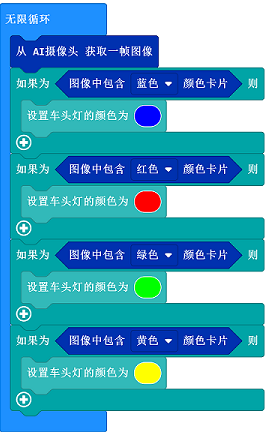 无限循环
从 AI摄像头 获取一帧图像
如果为 图像中包含 蓝色 颜色卡片 则
设置车头灯的颜色为
如果为 图像中包含 红色 颜色卡片 则
设置车头灯的颜色为
如果为 图像中包含 绿色 颜色卡片 则
设置车头灯的颜色为
如果为 图像中包含 黄色 颜色卡片 则
设置车头灯的颜色为